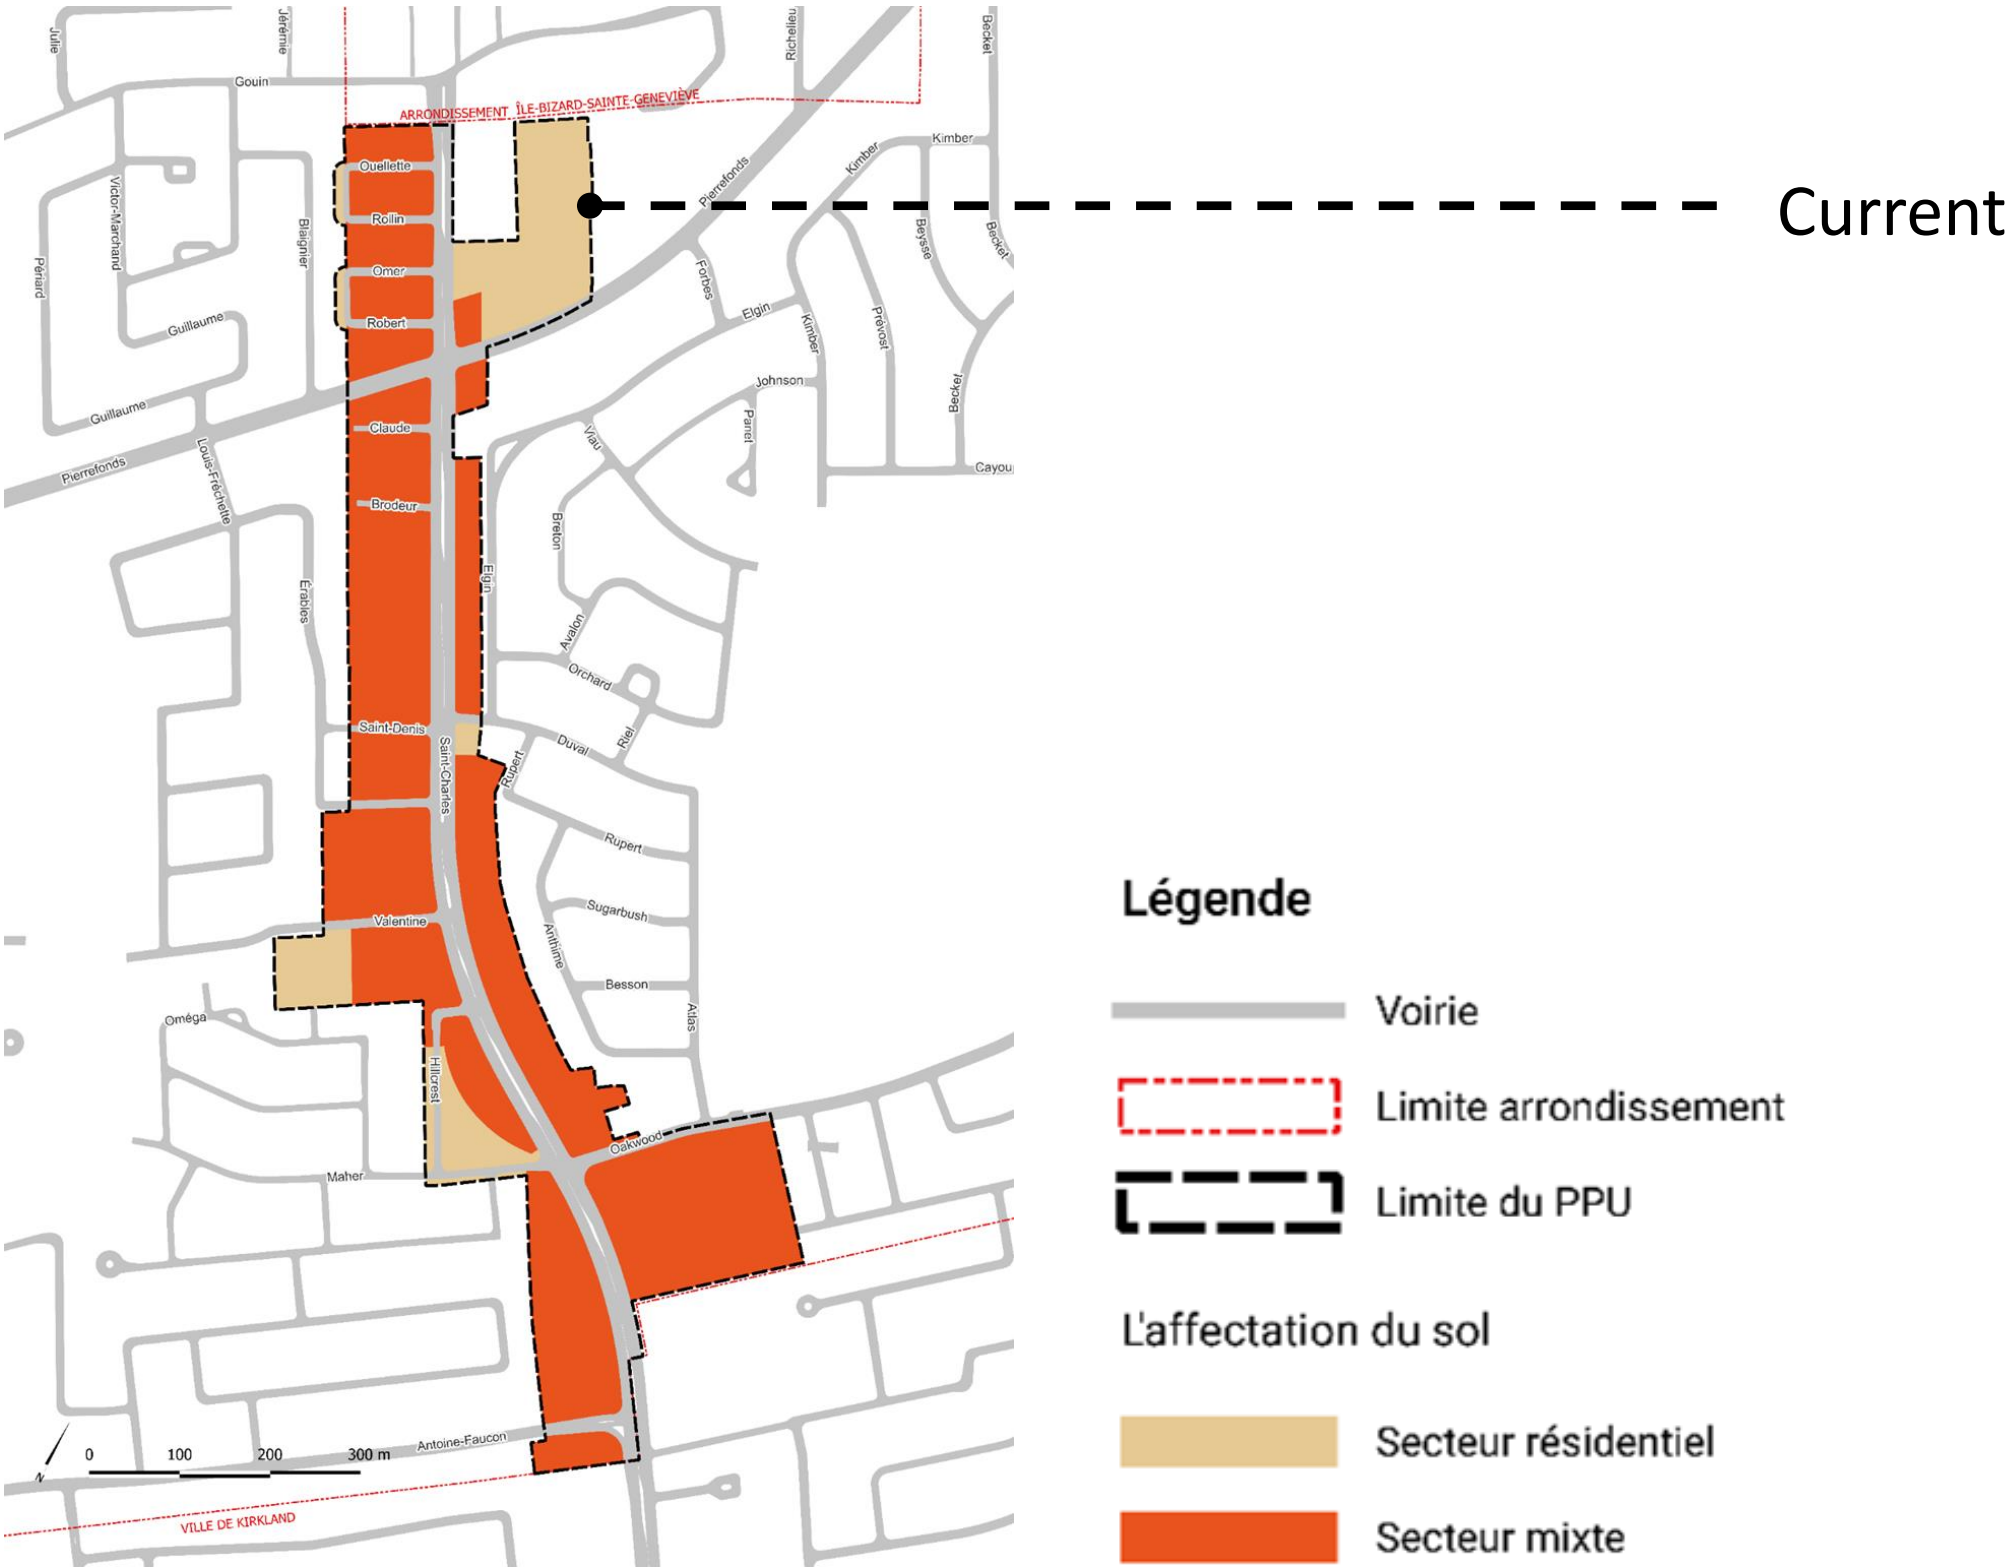 Julie
Jérémie
Richelieu
Becket
Gouin
ARRONDISSEMENT ÎLE-BIZARD-SAINTE-GENEVIÈVE
Kimber
Kimber
Ouellette
Pierrefonds
Victor-Marchand
Rollin
Current
Blaignier
Beysse
Becket
Périard
Omer
Forbes
Elgin
Guillaume
Robert
Kimber
Prévost
Johnson
Becket
Guillaume
Claude
Panet
Viau
Pierrefonds
Louis-Fréchette
Cayou
Brodeur
Breton
Elgin
Érables
Avalon
Orchard
Saint-Denis
Saint-Charles
Duval
Riel
Rupert
Rupert
Légende
Sugarbush
Valentine
Anthime
Besson
Voirie
Oméga
Atlas
Hillcrest
Limite arrondissement
Oakwood
Maher
Limite du PPU
L'affectation du sol
Antoine-Faucon
Secteur résidentiel
0 100 200 300 m
N
VILLE DE KIRKLAND
Secteur mixte